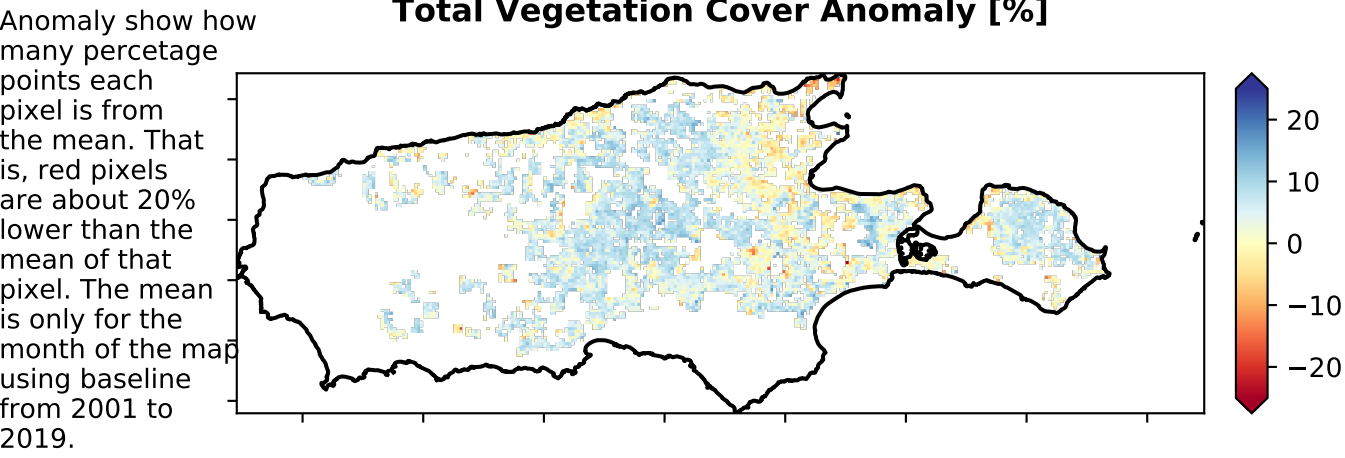 Total Vegetation Cover Anomaly [%]
Anomaly show how
many percetage
points each
pixel is from
the mean. That
is, red pixels
are about 20%
lower than the
mean of that
pixel. The mean
is only for the
month of the map
using baseline
from 2001 to
2019.
20
10
0
−10
−20